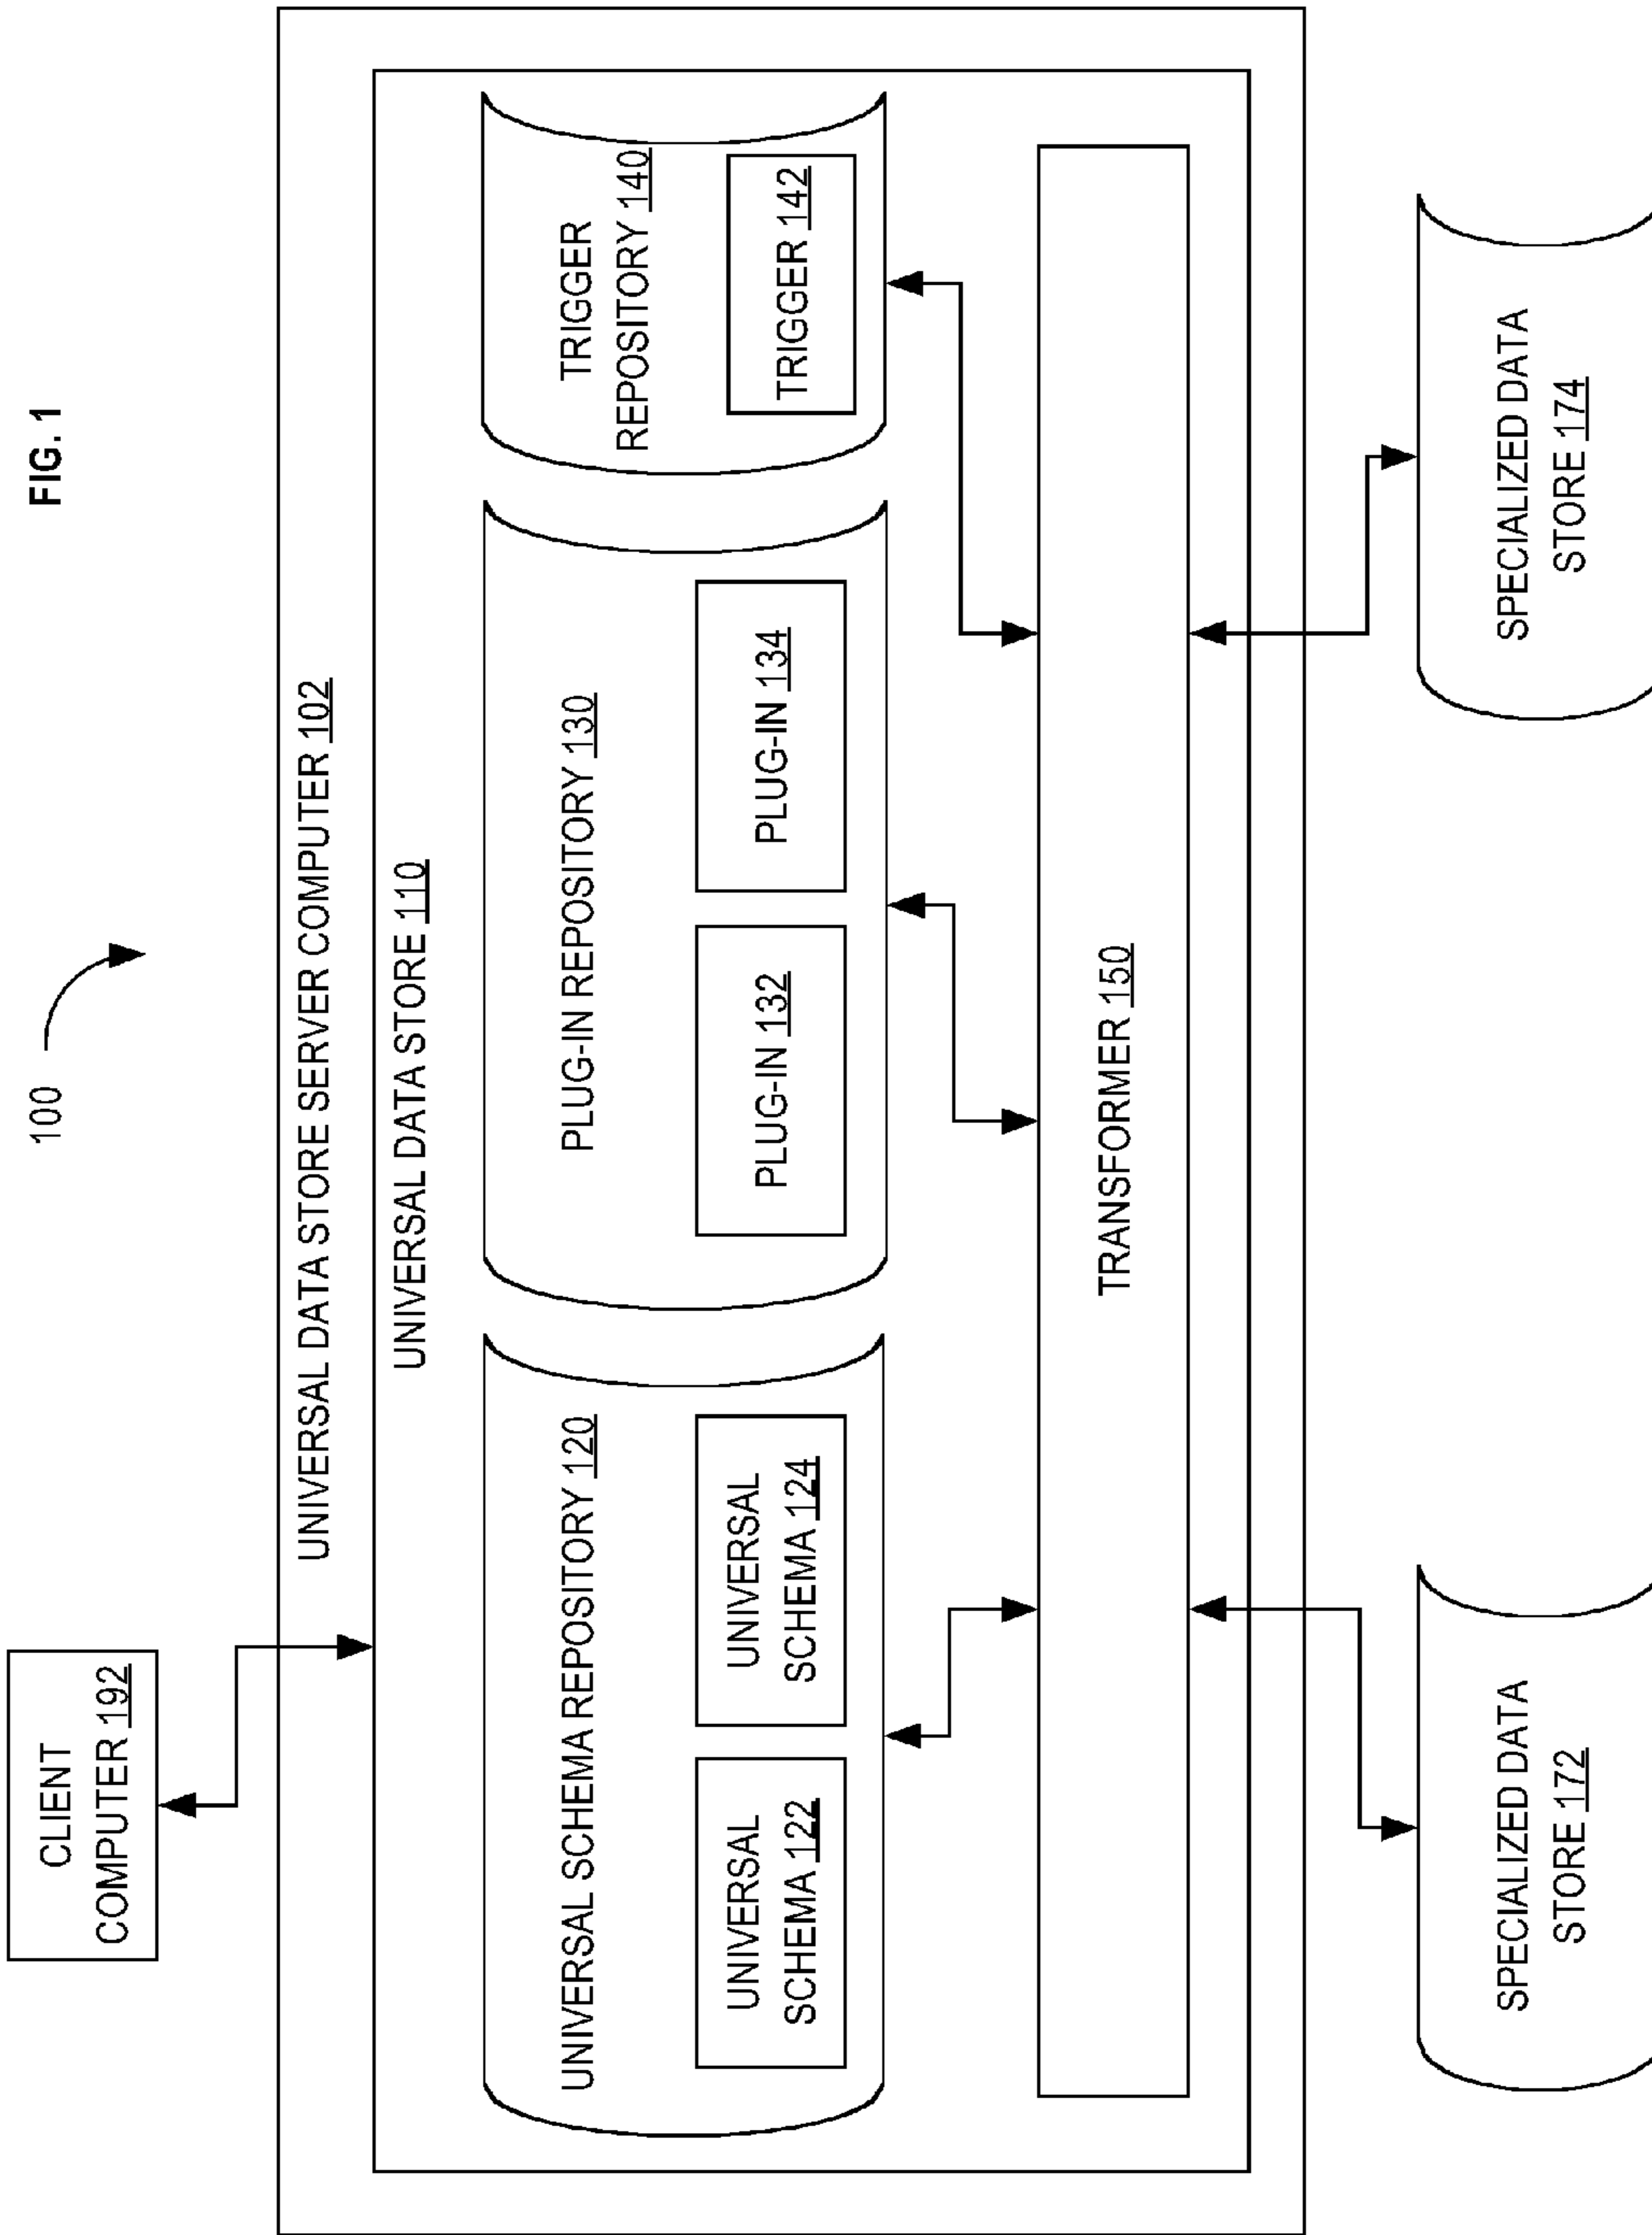 FIG. 1
100
CLIENT
COMPUTER 192
UNIVERSAL DATA STORE SERVER COMPUTER 102
UNIVERSAL DATA STORE 110
UNIVERSAL SCHEMA REPOSITORY 120
UNIVERSAL
SCHEMA 122
UNIVERSAL
SCHEMA 124
PLUG-IN REPOSITORY 130
PLUG-IN 132
PLUG-IN 134
TRIGGER
REPOSITORY 140
TRIGGER 142
TRANSFORMER 150
SPECIALIZED DATA
STORE 172
SPECIALIZED DATA
STORE 174